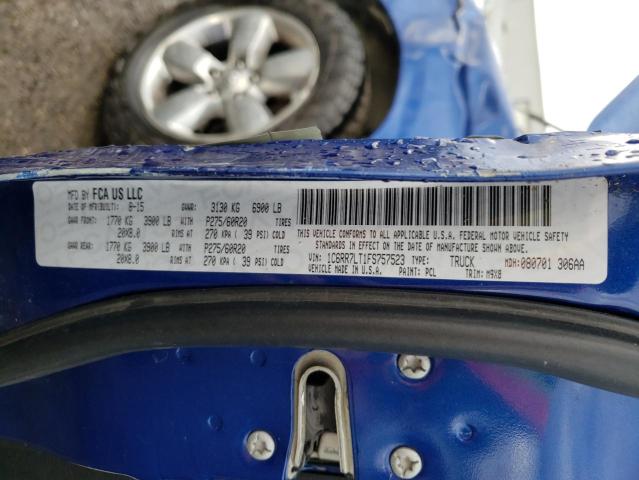 MFD BY FCA US LLC
DATE OF MFR(BUILT): 8-15 GVWR: 3130 KG 6900 LB
GAWR FRONT: 1770 KG 3900 LB WITH P275/60R20 TIRES
20X8.0 RIMS AT 270 KPA ( 39 PSI) COLD
GAWR REAR: 1770 KG 3900 LB WITH P275/60R20 TIRES
20X8.0 RIMS AT 270 KPA ( 39 PSI) COLD
THIS VEHICLE CONFORMS TO ALL APPLICABLE U.S.A. FEDERAL MOTOR VEHICLE SAFETY
STANDARDS IN EFFECT ON THE DATE OF MANUFACTURE SHOWN ABOVE.
VIN: 1C6RR7LT1FS757523 TYPE: TRUCK MDH: 080701 306AA
VEHICLE MADE IN U.S.A. PAINT: PCL TRIM: M9X8